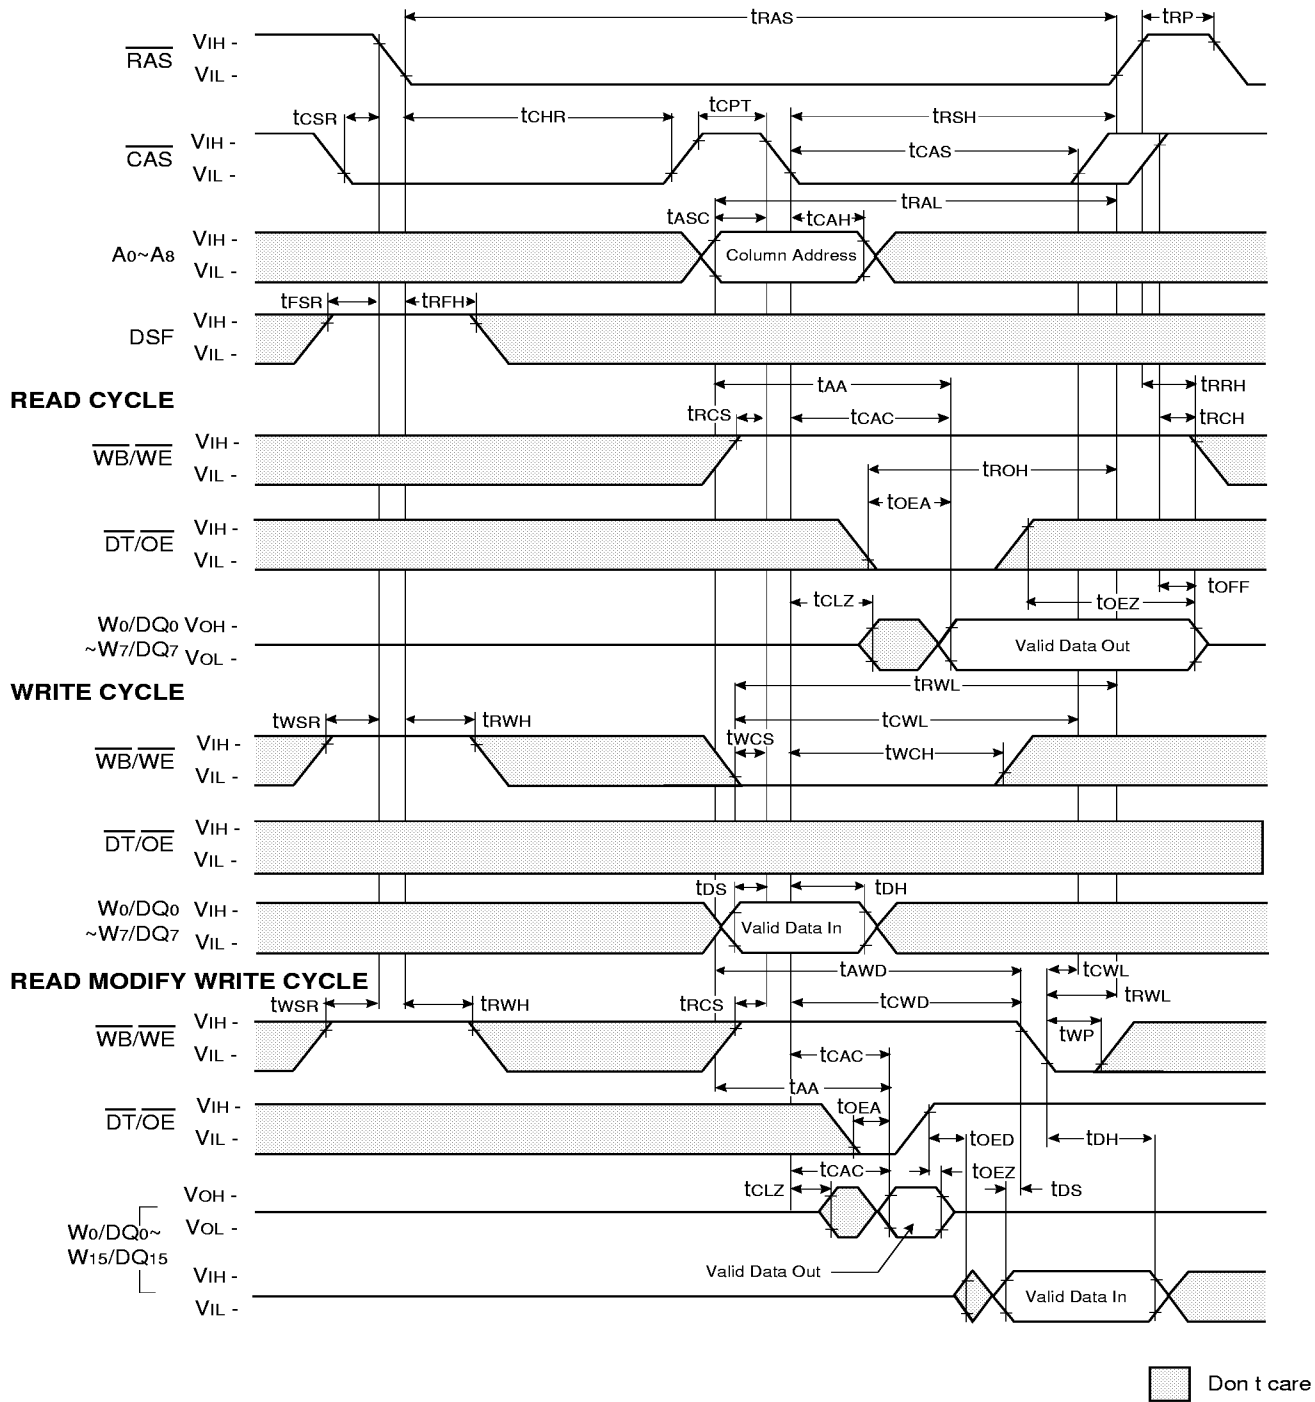 tRAS
tRP
RAS
VIH -
VIL -
tCSR
tCHR
tCPT
tRSH
CAS
VIH -
VIL -
tCAS
tRAL
tASC
tCAH
A0~A8
VIH -
VIL -
Column Address
tFSR
tRFH
DSF
VIH -
VIL -
tAA
tRRH
READ CYCLE
tRCS
tCAC
tRCH
WB/WE
VIH -
VIL -
tROH
tOEA
DT/OE
VIH -
VIL -
tOFF
tCLZ
tOEZ
W0/DQ0
~W7/DQ7
VOH -
VOL -
Valid Data Out
WRITE CYCLE
tRWL
tWSR
tRWH
tCWL
tWCS
tWCH
WB/WE
VIH -
VIL -
DT/OE
VIH -
VIL -
tDS
tDH
W0/DQ0
~W7/DQ7
VIH -
VIL -
Valid Data In
READ MODIFY WRITE CYCLE
tAWD
tCWL
tWSR
tRWH
tRCS
tCWD
tRWL
WB/WE
VIH -
VIL -
tWP
tCAC
tAA
tOEA
DT/OE
VIH -
VIL -
tOED
tDH
tCAC
tOEZ
tCLZ
tDS
VOH -
VOL -
W0/DQ0~
W15/DQ15
Valid Data Out
VIH -
VIL -
Valid Data In
Don t care